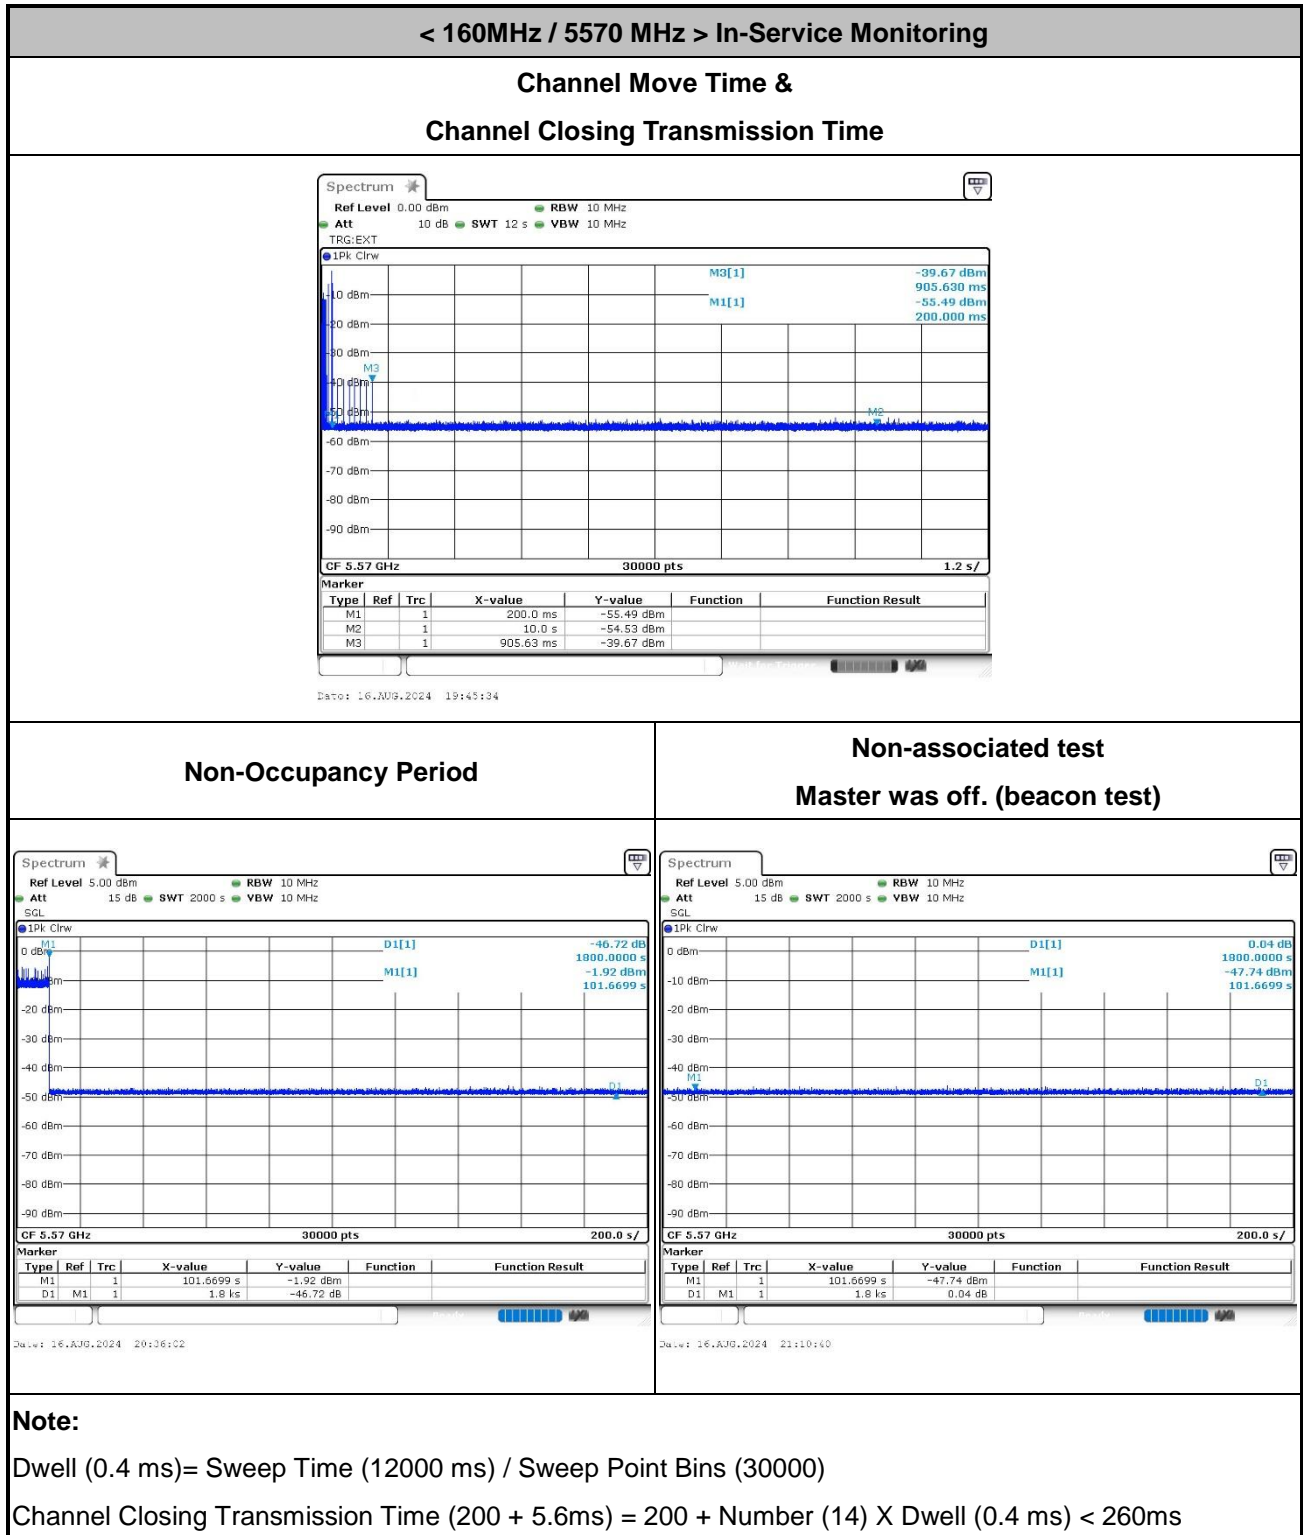 < 160MHz / 5570 MHz > In-Service Monitoring
Channel Move Time &
Channel Closing Transmission Time
Spectrum
Ref Level 0.00 dBm RBW 10 MHz
Att 10 dB SWT 12 s VBW 10 MHz
TRG:EXT
1Pk Clrw
M3[1] -39.67 dBm
905.630 ms
-10 dBm
M1[1] -55.49 dBm
200.000 ms
-20 dBm
-30 dBm
M3
-40 dBm
-50 dBm
M2
-60 dBm
-70 dBm
-80 dBm
-90 dBm
CF 5.57 GHz 30000 pts 1.2 s/
Marker
Type Ref Trc X-value Y-value Function Function Result
M1 1 200.0 ms -55.49 dBm
M2 1 10.0 s -54.53 dBm
M3 1 905.63 ms -39.67 dBm
Date: 16.AUG.2024 19:45:34
Non-Occupancy Period
Non-associated test
Master was off. (beacon test)
Spectrum
Ref Level 5.00 dBm RBW 10 MHz
Att 15 dB SWT 2000 s VBW 10 MHz
SGL
1Pk Clrw
M1
D1[1] -46.72 dB
1800.0000 s
0 dBm
M1[1] -1.92 dBm
101.6699 s
-20 dBm
-30 dBm
-40 dBm
D1
-50 dBm
-60 dBm
-70 dBm
-80 dBm
-90 dBm
CF 5.57 GHz 30000 pts 200.0 s/
Marker
Type Ref Trc X-value Y-value Function Function Result
M1 1 101.6699 s -1.92 dBm
D1 M1 1 1.8 ks -46.72 dB
Date: 16.AUG.2024 20:36:02
Spectrum
Ref Level 5.00 dBm RBW 10 MHz
Att 15 dB SWT 2000 s VBW 10 MHz
SGL
1Pk Clrw
D1[1] 0.04 dB
1800.0000 s
0 dBm
M1[1] -47.74 dBm
101.6699 s
-10 dBm
-20 dBm
-30 dBm
-40 dBm
M1
D1
-50 dBm
-60 dBm
-70 dBm
-80 dBm
-90 dBm
CF 5.57 GHz 30000 pts 200.0 s/
Marker
Type Ref Trc X-value Y-value Function Function Result
M1 1 101.6699 s -47.74 dBm
D1 M1 1 1.8 ks 0.04 dB
Date: 16.AUG.2024 21:10:40
Note:
Dwell (0.4 ms)= Sweep Time (12000 ms) / Sweep Point Bins (30000)
Channel Closing Transmission Time (200 + 5.6ms) = 200 + Number (14) X Dwell (0.4 ms) < 260ms